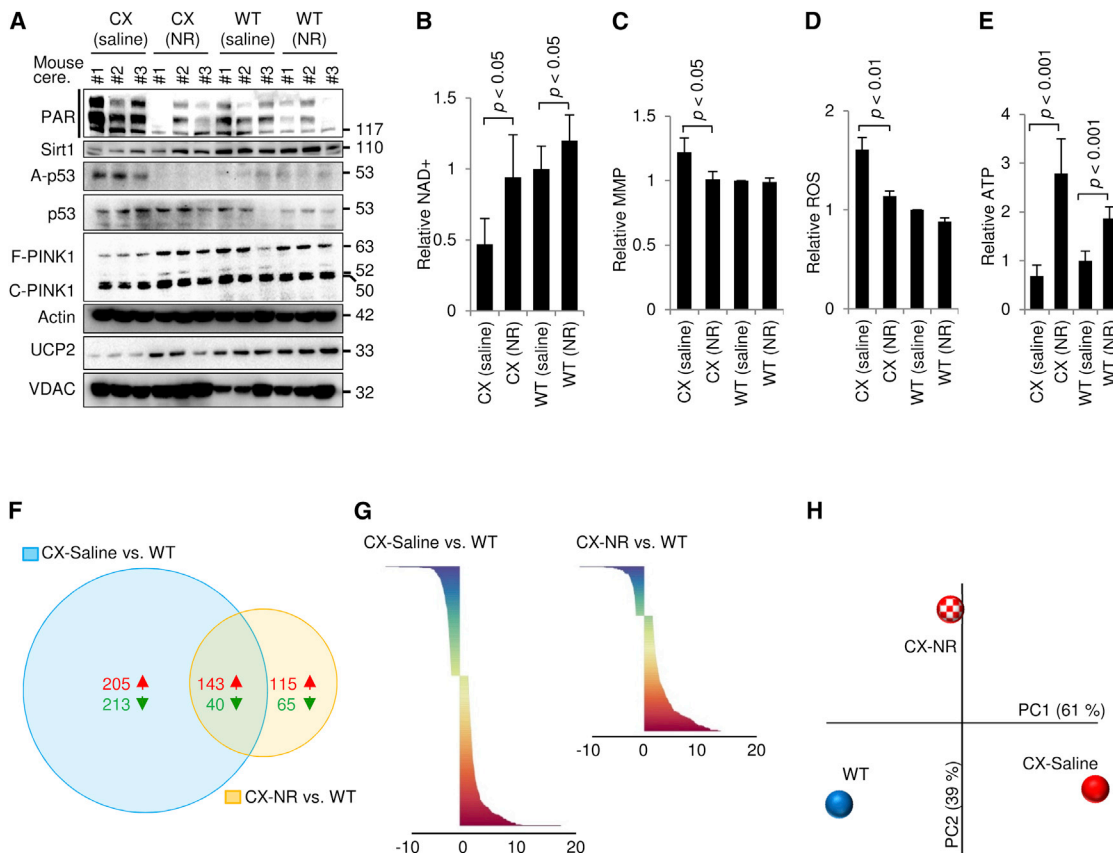 A
CX (saline)
CX (NR)
WT (saline)
WT (NR)
Mouse cere.
#1 #2 #3 #1 #2 #3 #1 #2 #3 #1 #2 #3
PAR
117
Sirt1
110
A-p53
53
p53
53
F-PINK1
63
52
C-PINK1
50
Actin
42
UCP2
33
VDAC
32
B
Relative NAD+
p < 0.05
p < 0.05
1.5
1
0.5
0
CX (saline)
CX (NR)
WT (saline)
WT (NR)
C
Relative MMP
p < 0.05
1.5
1
0.5
0
CX (saline)
CX (NR)
WT (saline)
WT (NR)
D
Relative ROS
p < 0.01
2
1
0
CX (saline)
CX (NR)
WT (saline)
WT (NR)
E
Relative ATP
p < 0.001
p < 0.001
4
3
2
1
0
CX (saline)
CX (NR)
WT (saline)
WT (NR)
F
CX-Saline vs. WT
205 143 115
213 40 65
CX-NR vs. WT
G
CX-Saline vs. WT
-10 0 10 20
CX-NR vs. WT
-10 0 10 20
H
CX-NR
PC1 (61 %)
WT
CX-Saline
PC2 (39 %)